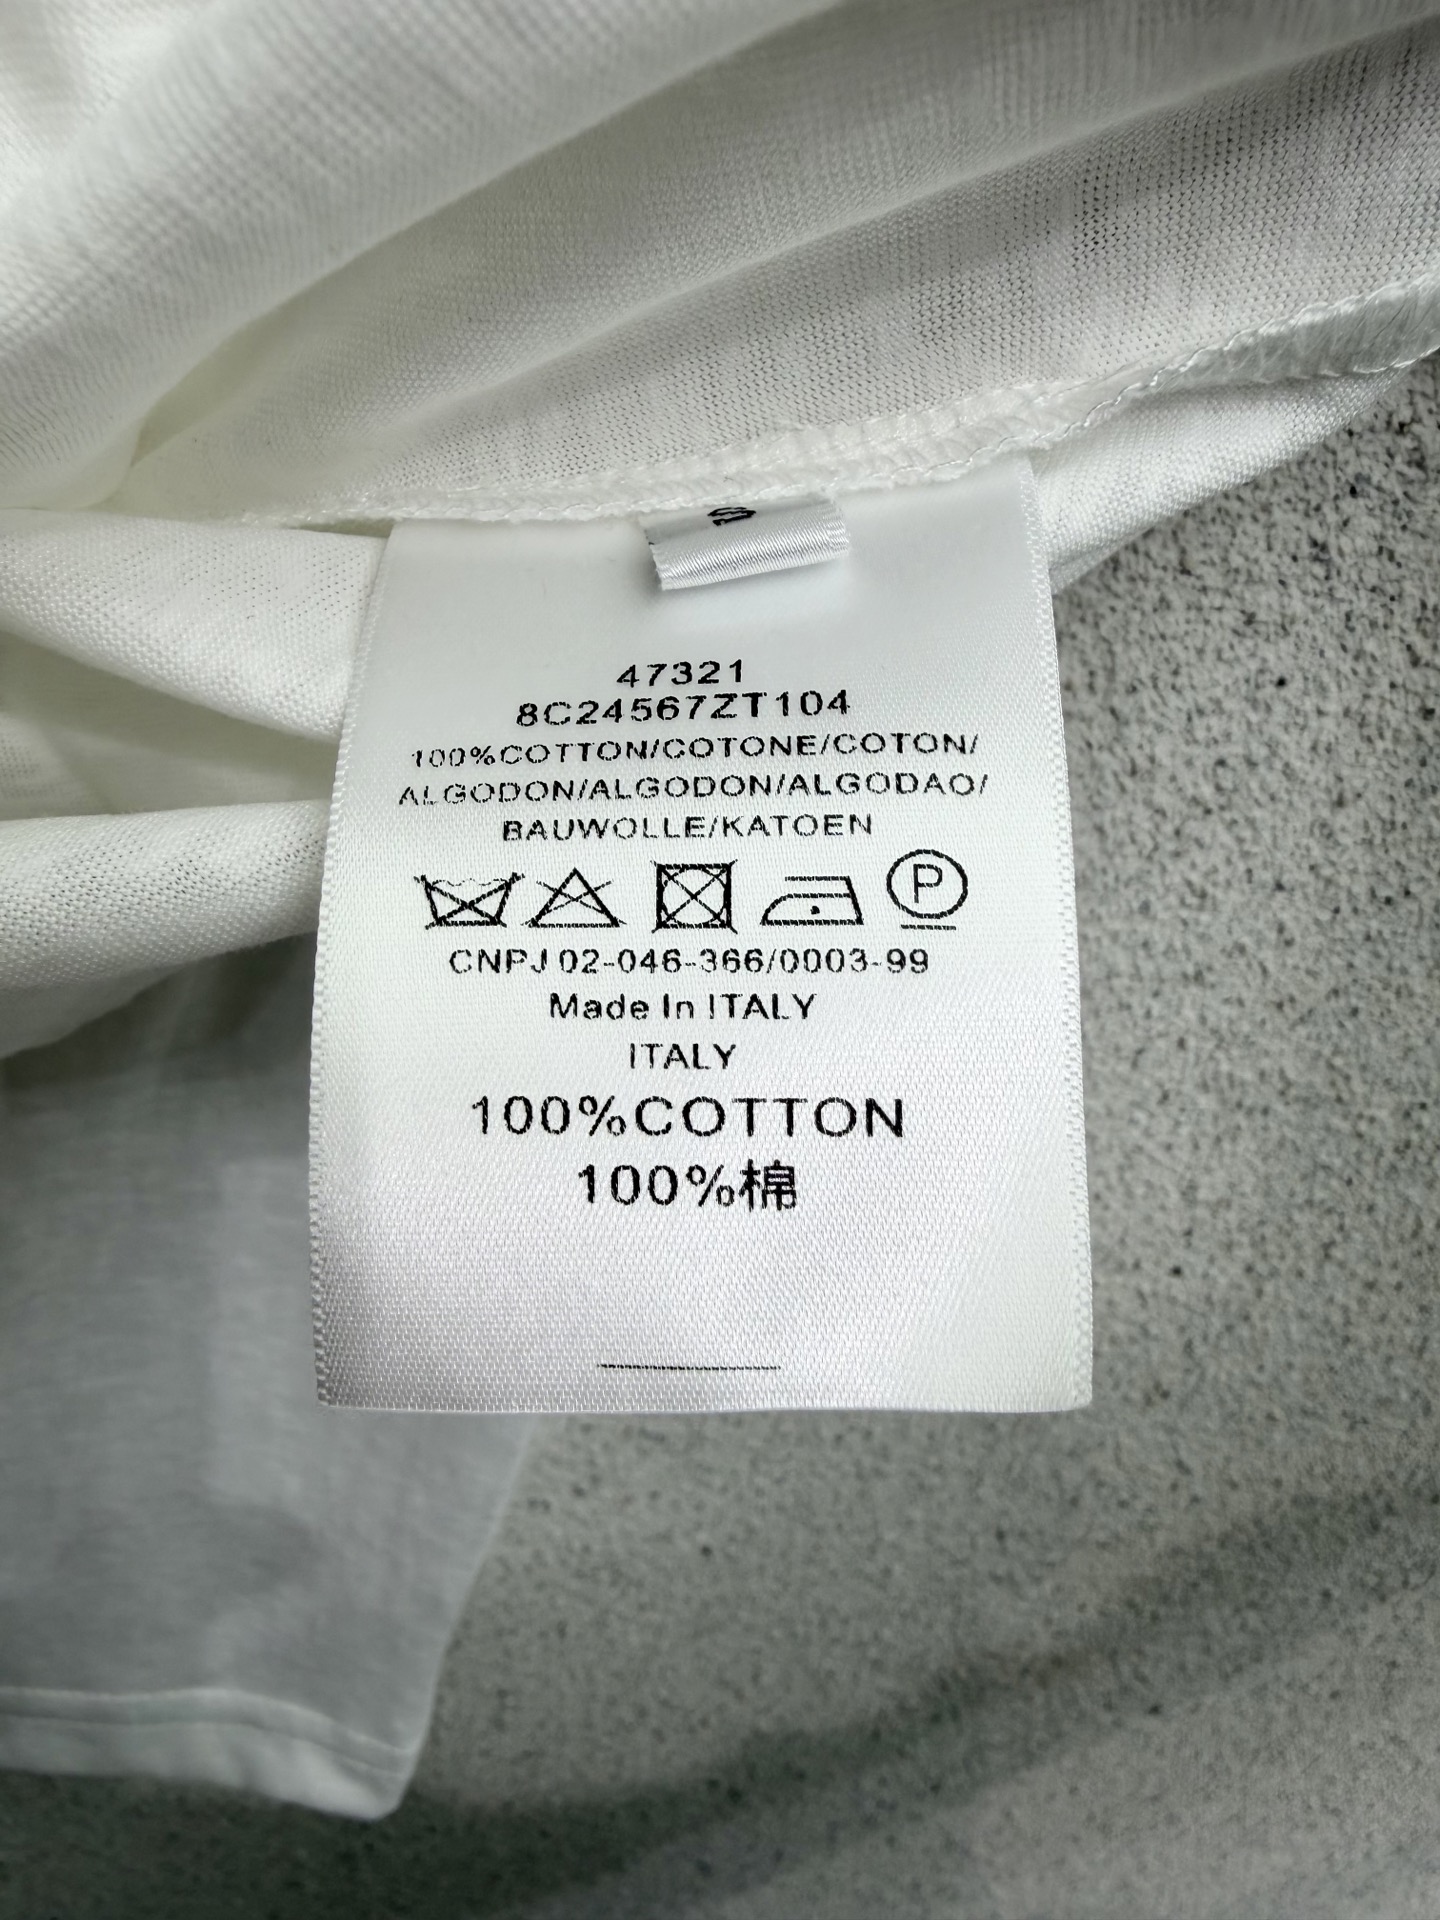 47321
8C24567ZT104
100%COTTON/COTONE/COTON/
ALGODON/ALGODON/ALGODAO/
BAUWOLLE/KATOEN
P
CNPJ 02-046-366/0003-99
Made In ITALY
ITALY
100%COTTON
100%棉